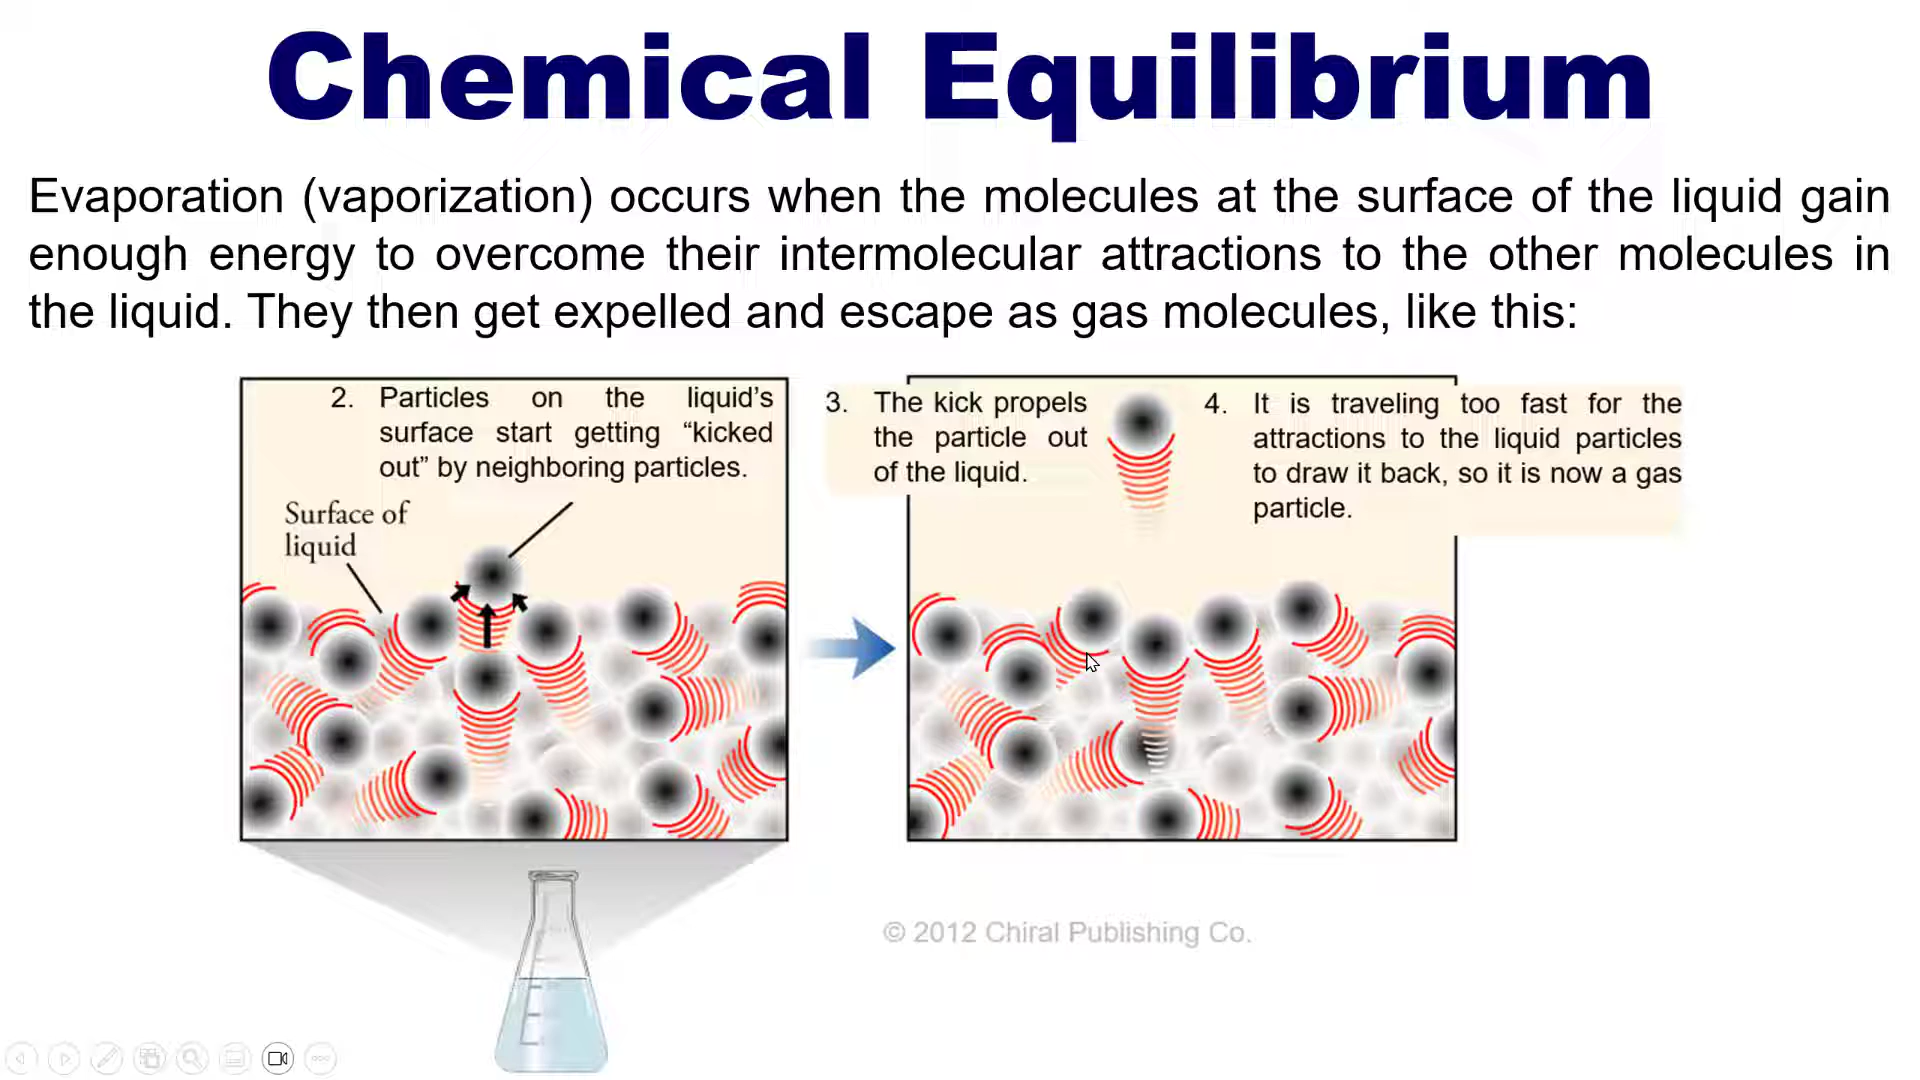 Chemical Equilibrium
Evaporation (vaporization) occurs when the molecules at the surface of the liquid gain
enough energy to overcome their intermolecular attractions to the other molecules in
the liquid. They then get expelled and escape as gas molecules, like this:
2. Particles on the liquid’s
surface start getting “kicked
out” by neighboring particles.
Surface of
liquid
3. The kick propels
the particle out
of the liquid.
4. It is traveling too fast for the
attractions to the liquid particles
to draw it back, so it is now a gas
particle.
© 2012 Chiral Publishing Co.